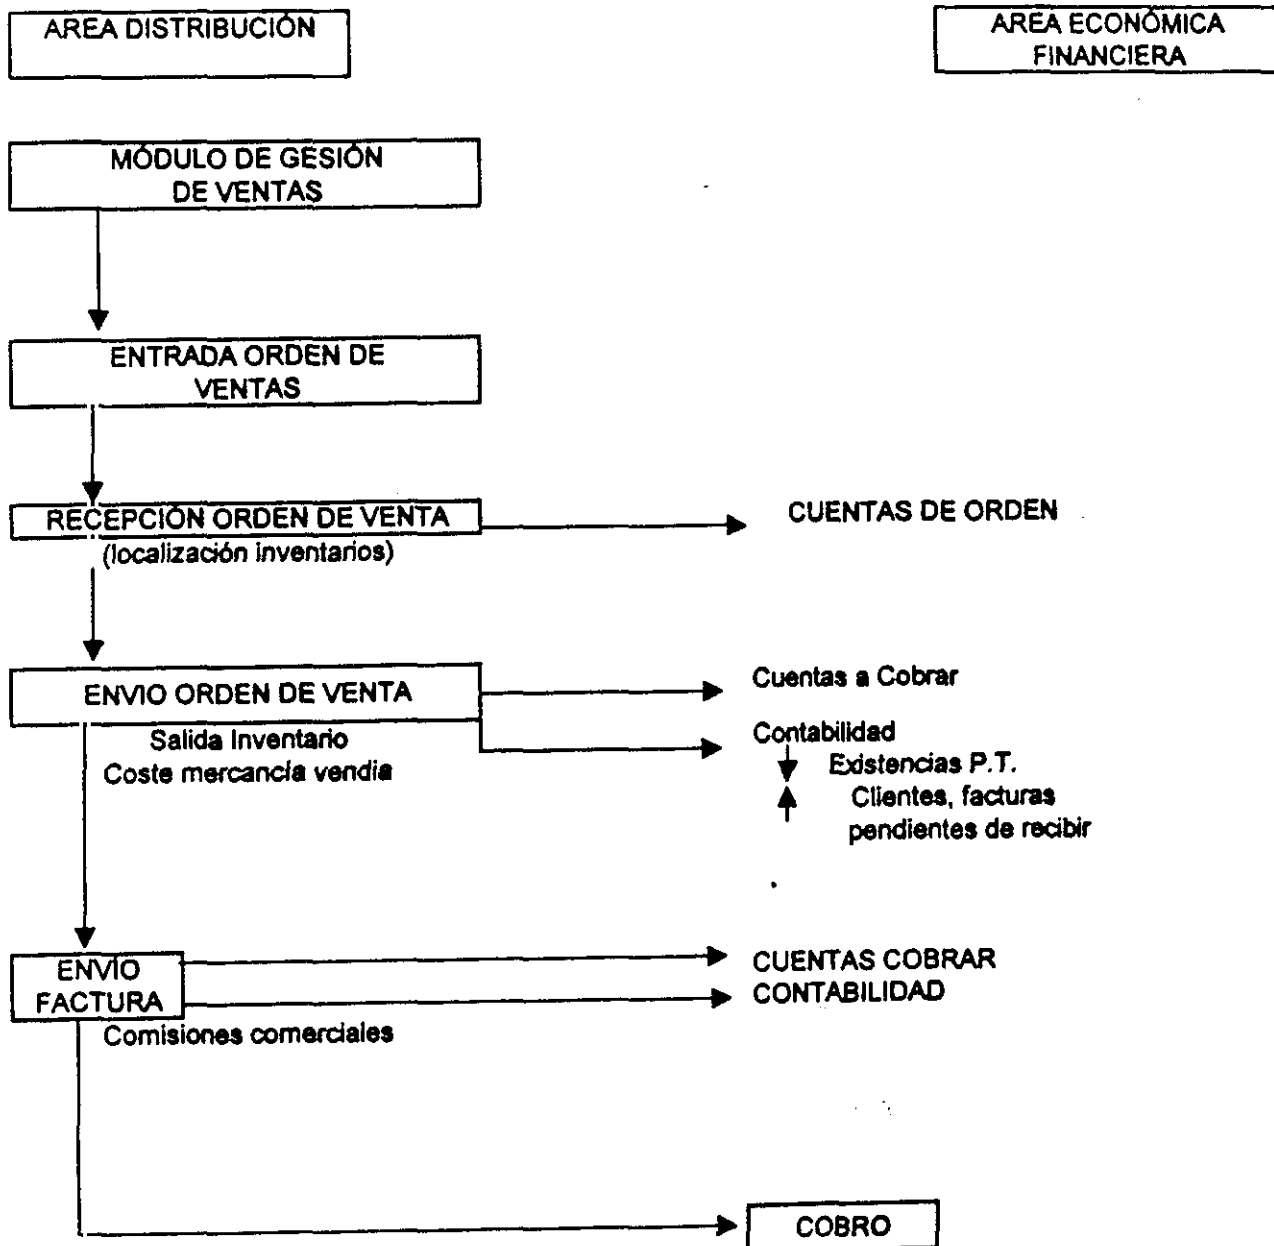 AREA DISTRIBUCIÓN
AREA ECONÓMICA
FINANCIERA
MÓDULO DE GESIÓN
DE VENTAS
ENTRADA ORDEN DE
VENTAS
RECEPCIÓN ORDEN DE VENTA
(localización inventarios)
CUENTAS DE ORDEN
ENVIO ORDEN DE VENTA
Salida Inventario
Coste mercancía vendia
Cuentas a Cobrar
Contabilidad
Existencias P.T.
Clientes, facturas
pendientes de recibir
ENVÍO
FACTURA
Comisiones comerciales
CUENTAS COBRAR
CONTABILIDAD
COBRO